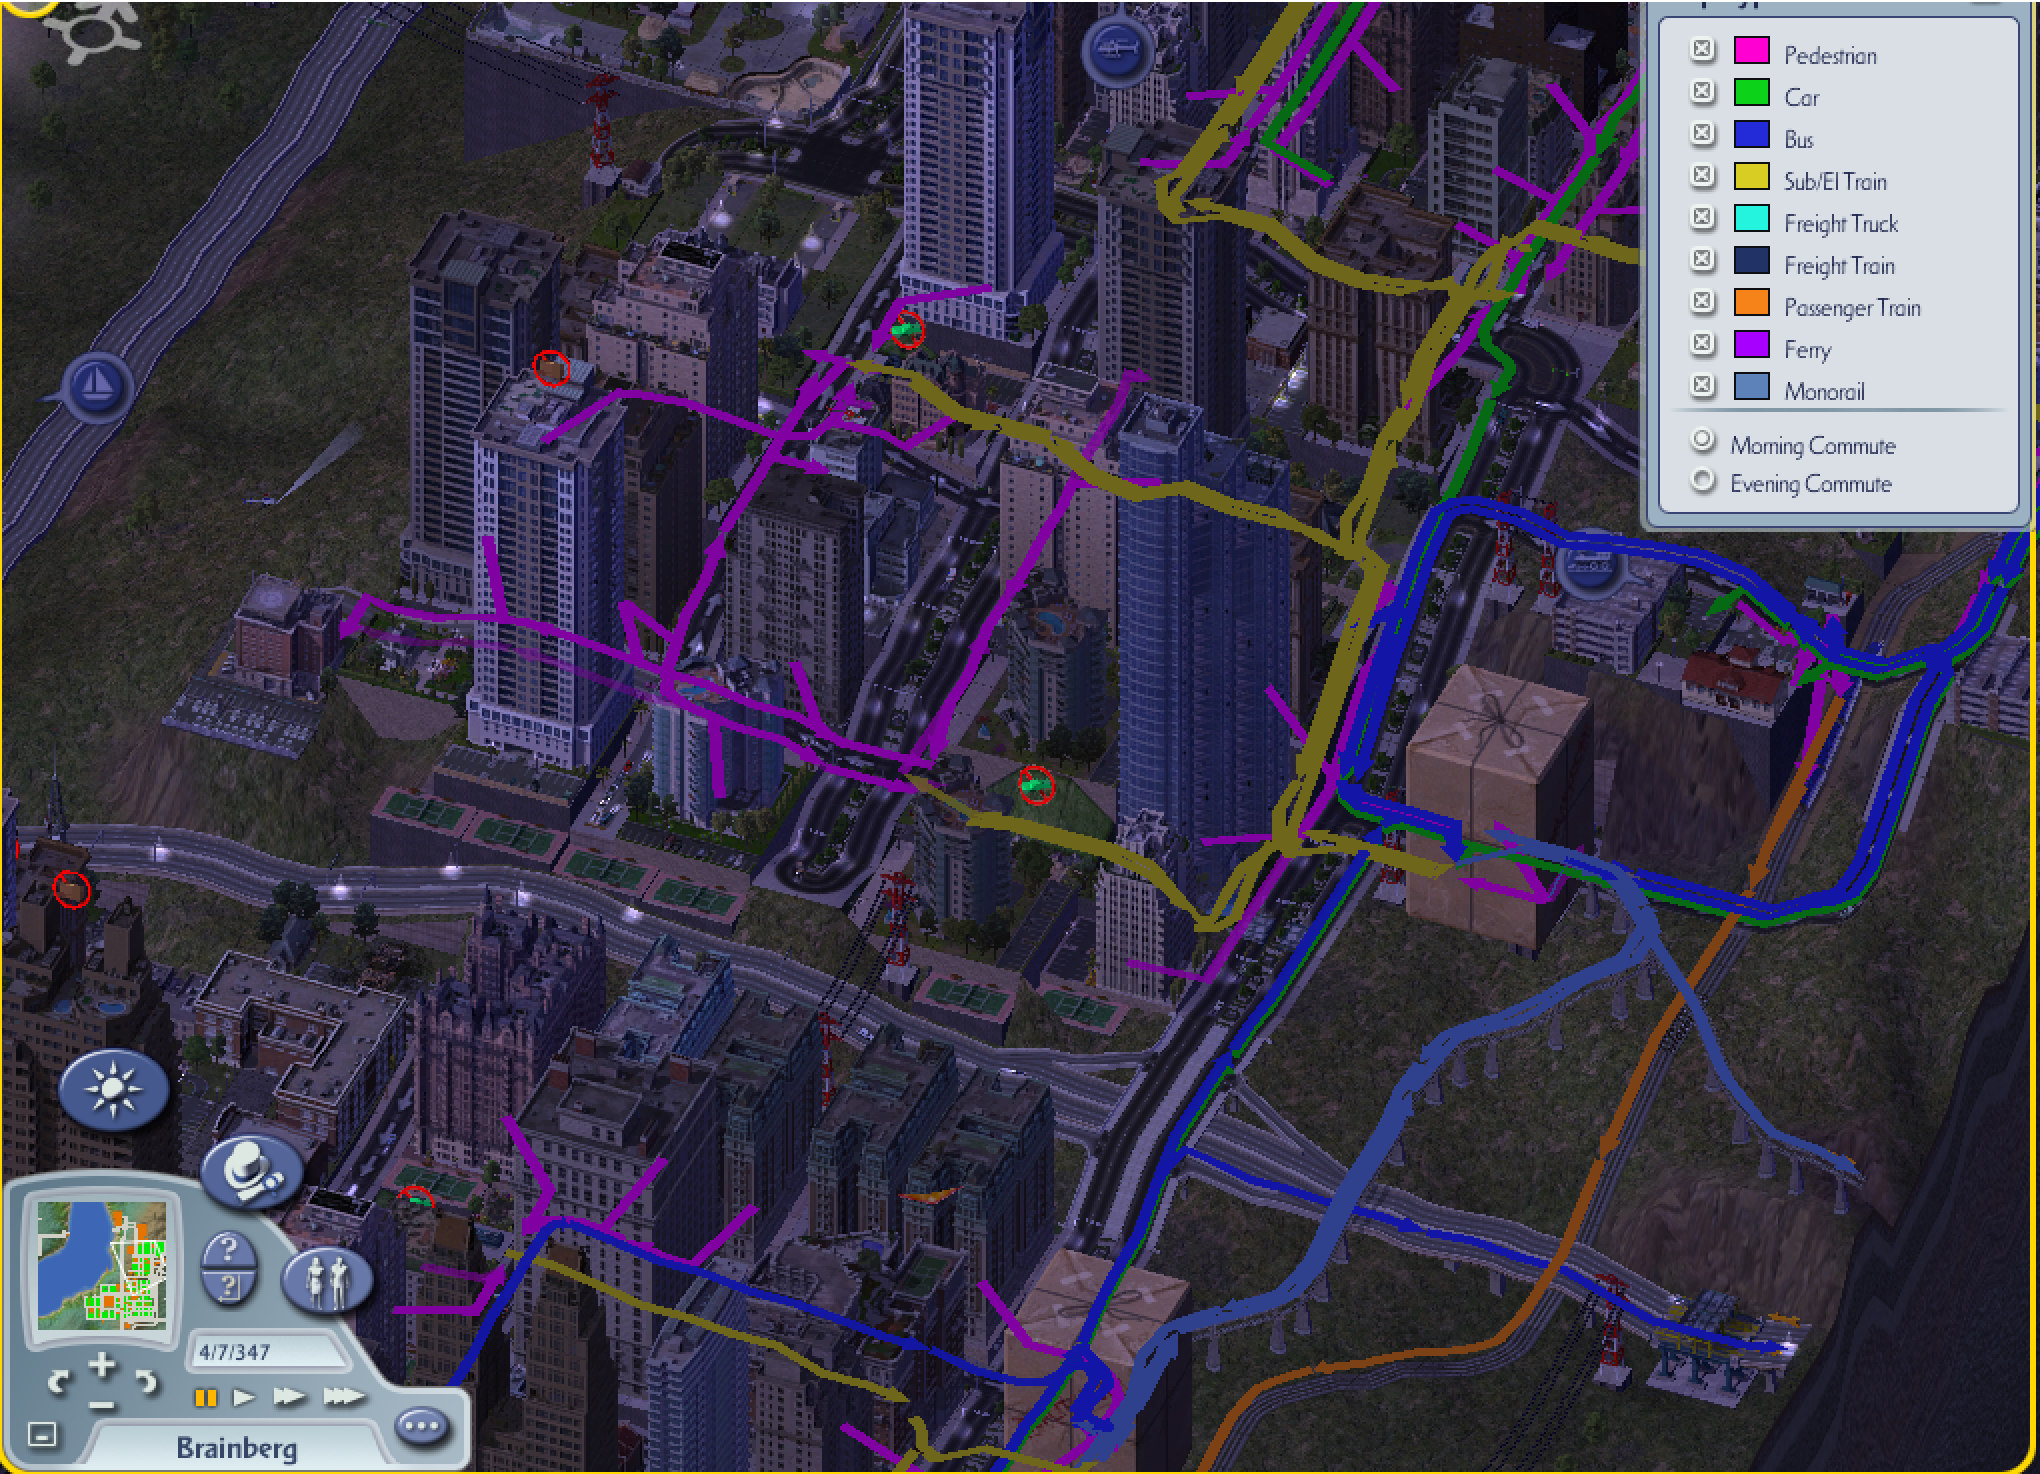 Pedestrian
Car
Bus
Sub/El Train
Freight Truck
Freight Train
Passenger Train
Ferry
Monorail
Morning Commute
Evening Commute
?
?
4/7/347
Brainberg